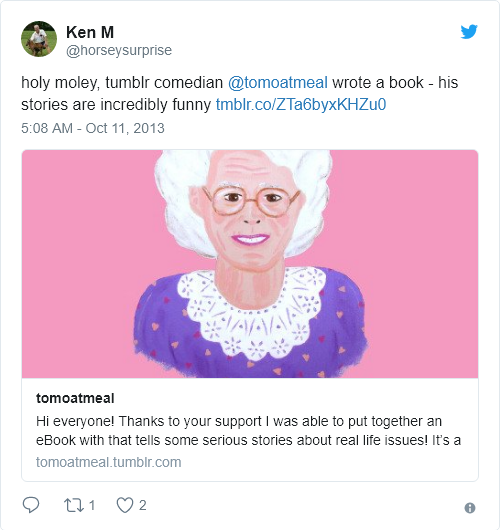 Ken M
@horseysurprise
holy moley, tumblr comedian @tomoatmeal wrote a book - his
stories are incredibly funny tmblr.co/ZTa6byxKHZu0
5:08 AM - Oct 11, 2013
tomoatmeal
Hi everyone! Thanks to your support I was able to put together an
eBook with that tells some serious stories about real life issues! It's a
tomoatmeal.tumblr.com
1 2